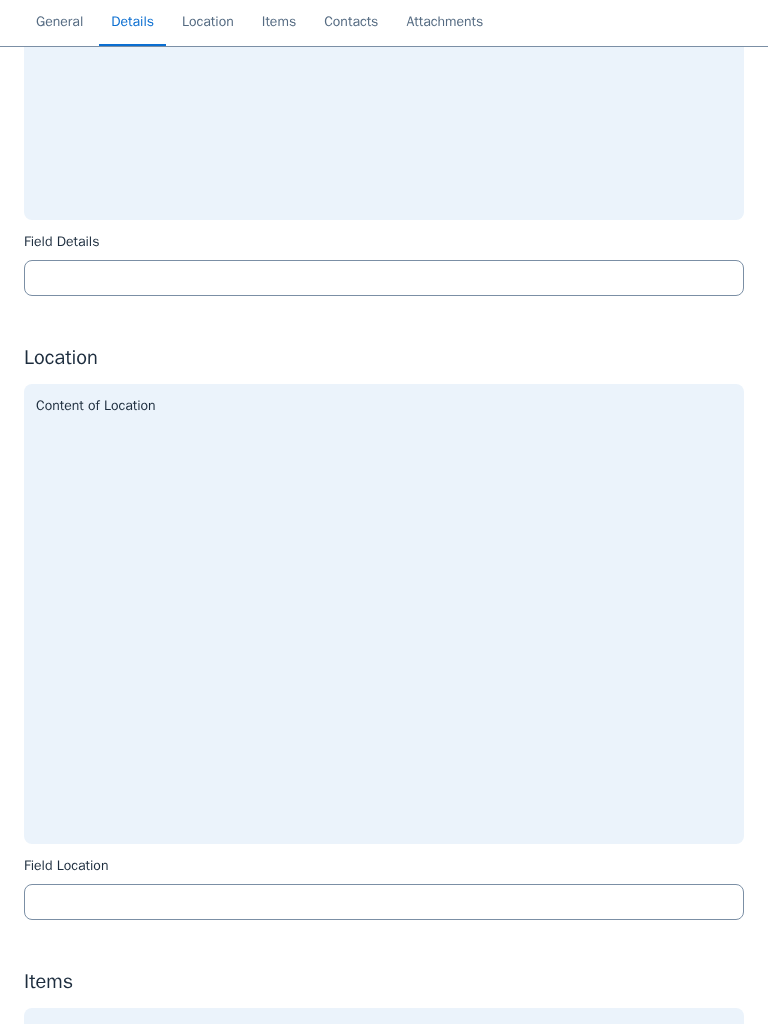 General Details Location Items Contacts Attachments
Field Details
Location
Content of Location
Field Location
Items